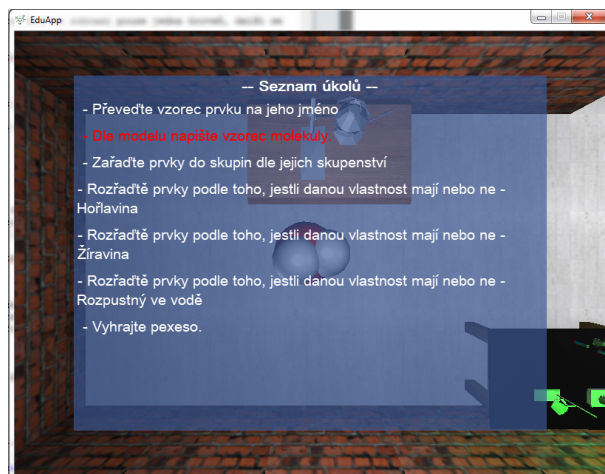 EduApp
-- Seznam úkolů --
- Převeďte vzorec prvku na jeho jméno
- Dle modelu napište vzorec molekuly.
- Zařaďte prvky do skupin dle jejich skupenství
- Rozřaďtě prvky podle toho, jestli danou vlastnost mají nebo ne -
Hořlavina
- Rozřaďtě prvky podle toho, jestli danou vlastnost mají nebo ne -
Žíravina
- Rozřaďtě prvky podle toho, jestli danou vlastnost mají nebo ne -
Rozpustný ve vodě
- Vyhrajte pexeso.